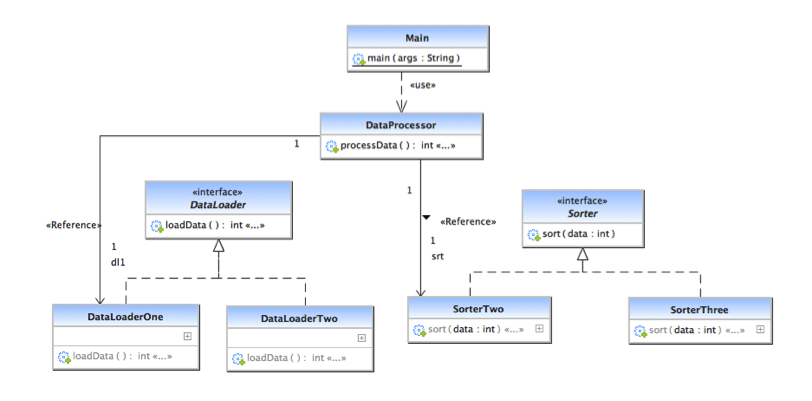 Main
main ( args : String )
«use»
DataProcessor
processData ( ) : int «...»
1
1
«interface»
DataLoader
loadData ( ) : int «...»
«interface»
Sorter
sort ( data : int )
«Reference»
«Reference»
1
dl1
1
srt
DataLoaderOne
loadData ( ) : int «...»
DataLoaderTwo
loadData ( ) : int «...»
SorterTwo
sort ( data : int ) «...»
SorterThree
sort ( data : int ) «...»